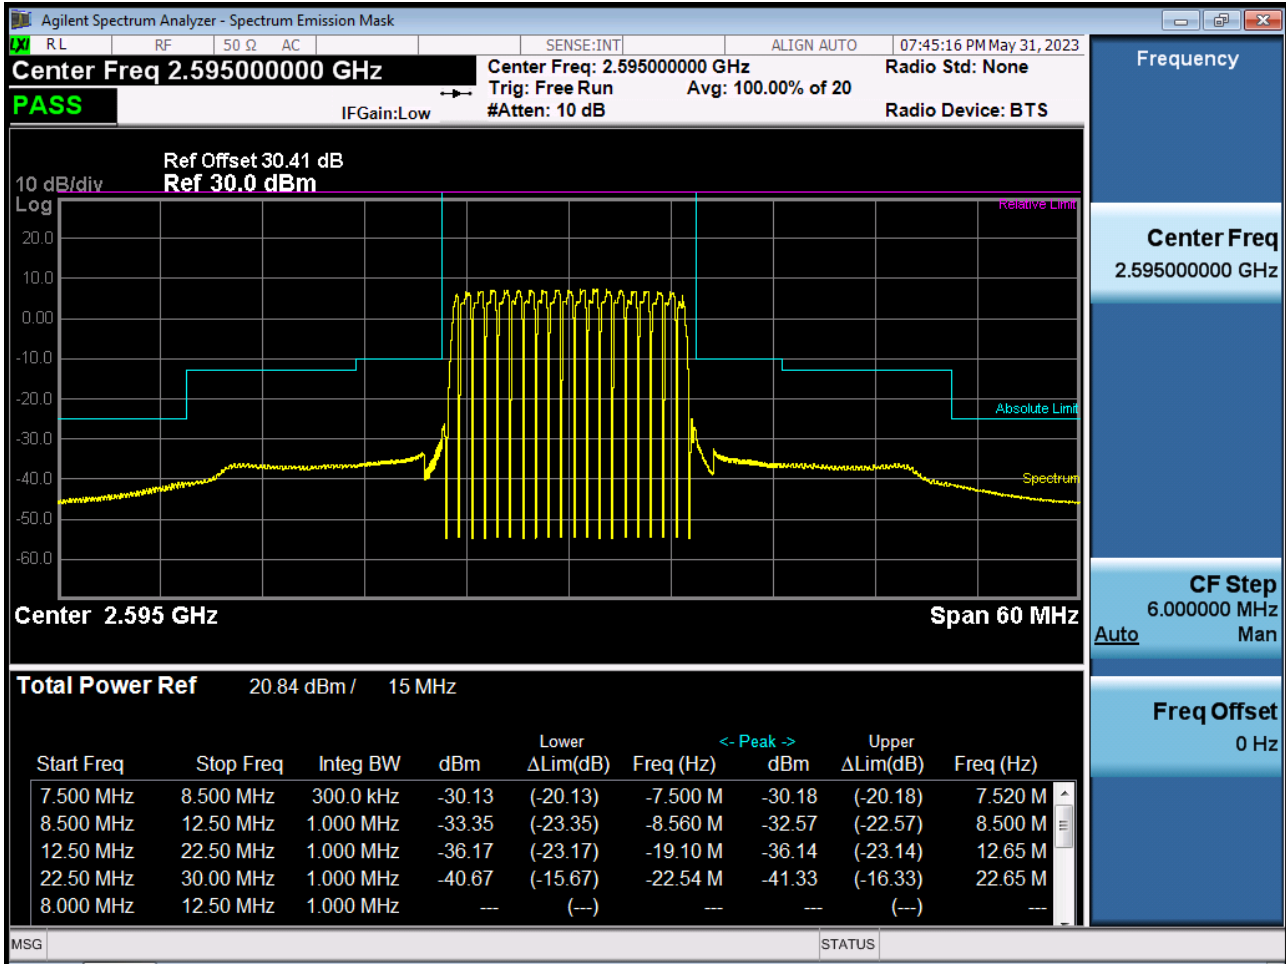 Agilent Spectrum Analyzer - Spectrum Emission Mask
LXI RL RF 50 Ω AC SENSE:INT ALIGN AUTO 07:45:16 PM May 31, 2023
Center Freq 2.595000000 GHz Center Freq: 2.595000000 GHz Radio Std: None
Trig: Free Run Avg: 100.00% of 20
PASS IFGain:Low #Atten: 10 dB Radio Device: BTS
Ref Offset 30.41 dB
10 dB/div Ref 30.0 dBm
Log
Relative Limit
20.0
10.0
0.00
-10.0
-20.0
Absolute Limit
-30.0
-40.0
Spectrum
-50.0
-60.0
Center 2.595 GHz Span 60 MHz
Total Power Ref 20.84 dBm / 15 MHz
Lower <- Peak -> Upper
Start Freq Stop Freq Integ BW dBm ΔLim(dB) Freq (Hz) dBm ΔLim(dB) Freq (Hz)
7.500 MHz 8.500 MHz 300.0 kHz -30.13 (-20.13) -7.500 M -30.18 (-20.18) 7.520 M
8.500 MHz 12.50 MHz 1.000 MHz -33.35 (-23.35) -8.560 M -32.57 (-22.57) 8.500 M
12.50 MHz 22.50 MHz 1.000 MHz -36.17 (-23.17) -19.10 M -36.14 (-23.14) 12.65 M
22.50 MHz 30.00 MHz 1.000 MHz -40.67 (-15.67) -22.54 M -41.33 (-16.33) 22.65 M
8.000 MHz 12.50 MHz 1.000 MHz --- (---) --- --- (---) ---
MSG STATUS
Frequency
Center Freq
2.595000000 GHz
CF Step
6.000000 MHz
Auto Man
Freq Offset
0 Hz